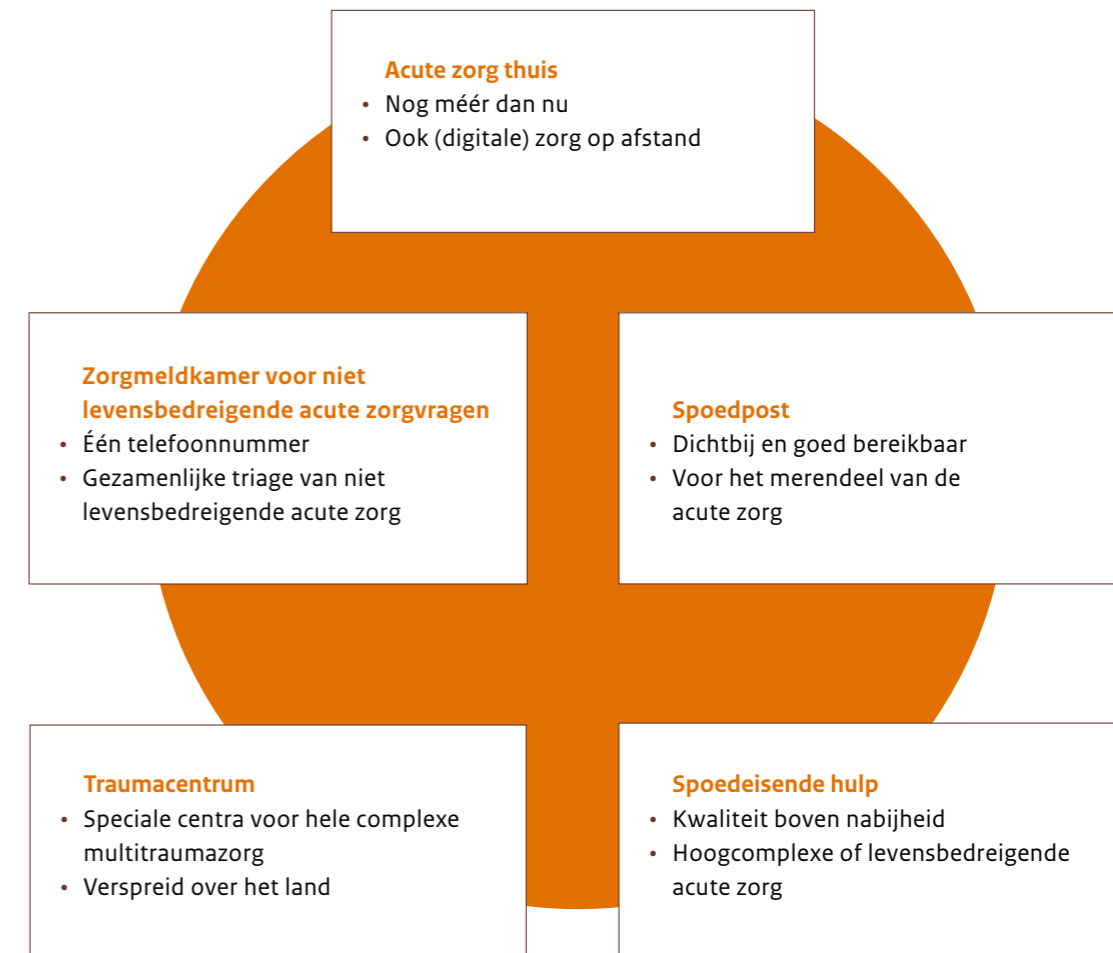 Acute zorg thuis
• Nog méér dan nu
• Ook (digitale) zorg op afstand
Zorgmeldkamer voor niet
levensbedreigende acute zorgvragen
• Één telefoonnummer
• Gezamenlijke triage van niet
levensbedreigende acute zorg
Spoedpost
• Dichtbij en goed bereikbaar
• Voor het merendeel van de
acute zorg
Traumacentrum
• Speciale centra voor hele complexe
multitraumazorg
• Verspreid over het land
Spoedeisende hulp
• Kwaliteit boven nabijheid
• Hoogcomplexe of levensbedreigende
acute zorg